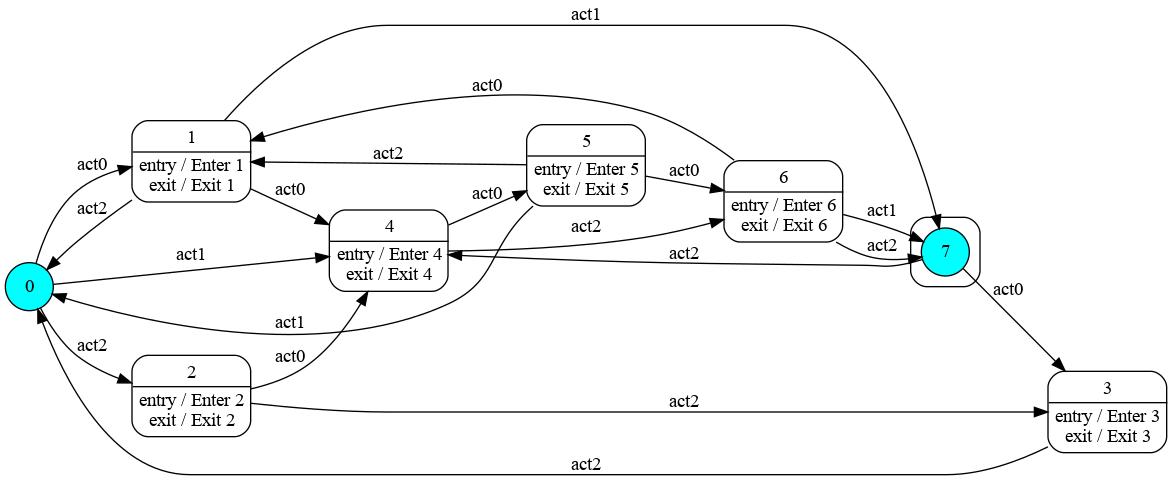 act1
act0
1
entry / Enter 1
exit / Exit 1
5
entry / Enter 5
exit / Exit 5
act2
act0
act0
act2
act0
act0
6
entry / Enter 6
exit / Exit 6
act1
act2
4
entry / Enter 4
exit / Exit 4
act2
act2
7
act1
0
act0
act1
act2
act0
2
entry / Enter 2
exit / Exit 2
act2
3
entry / Enter 3
exit / Exit 3
act2